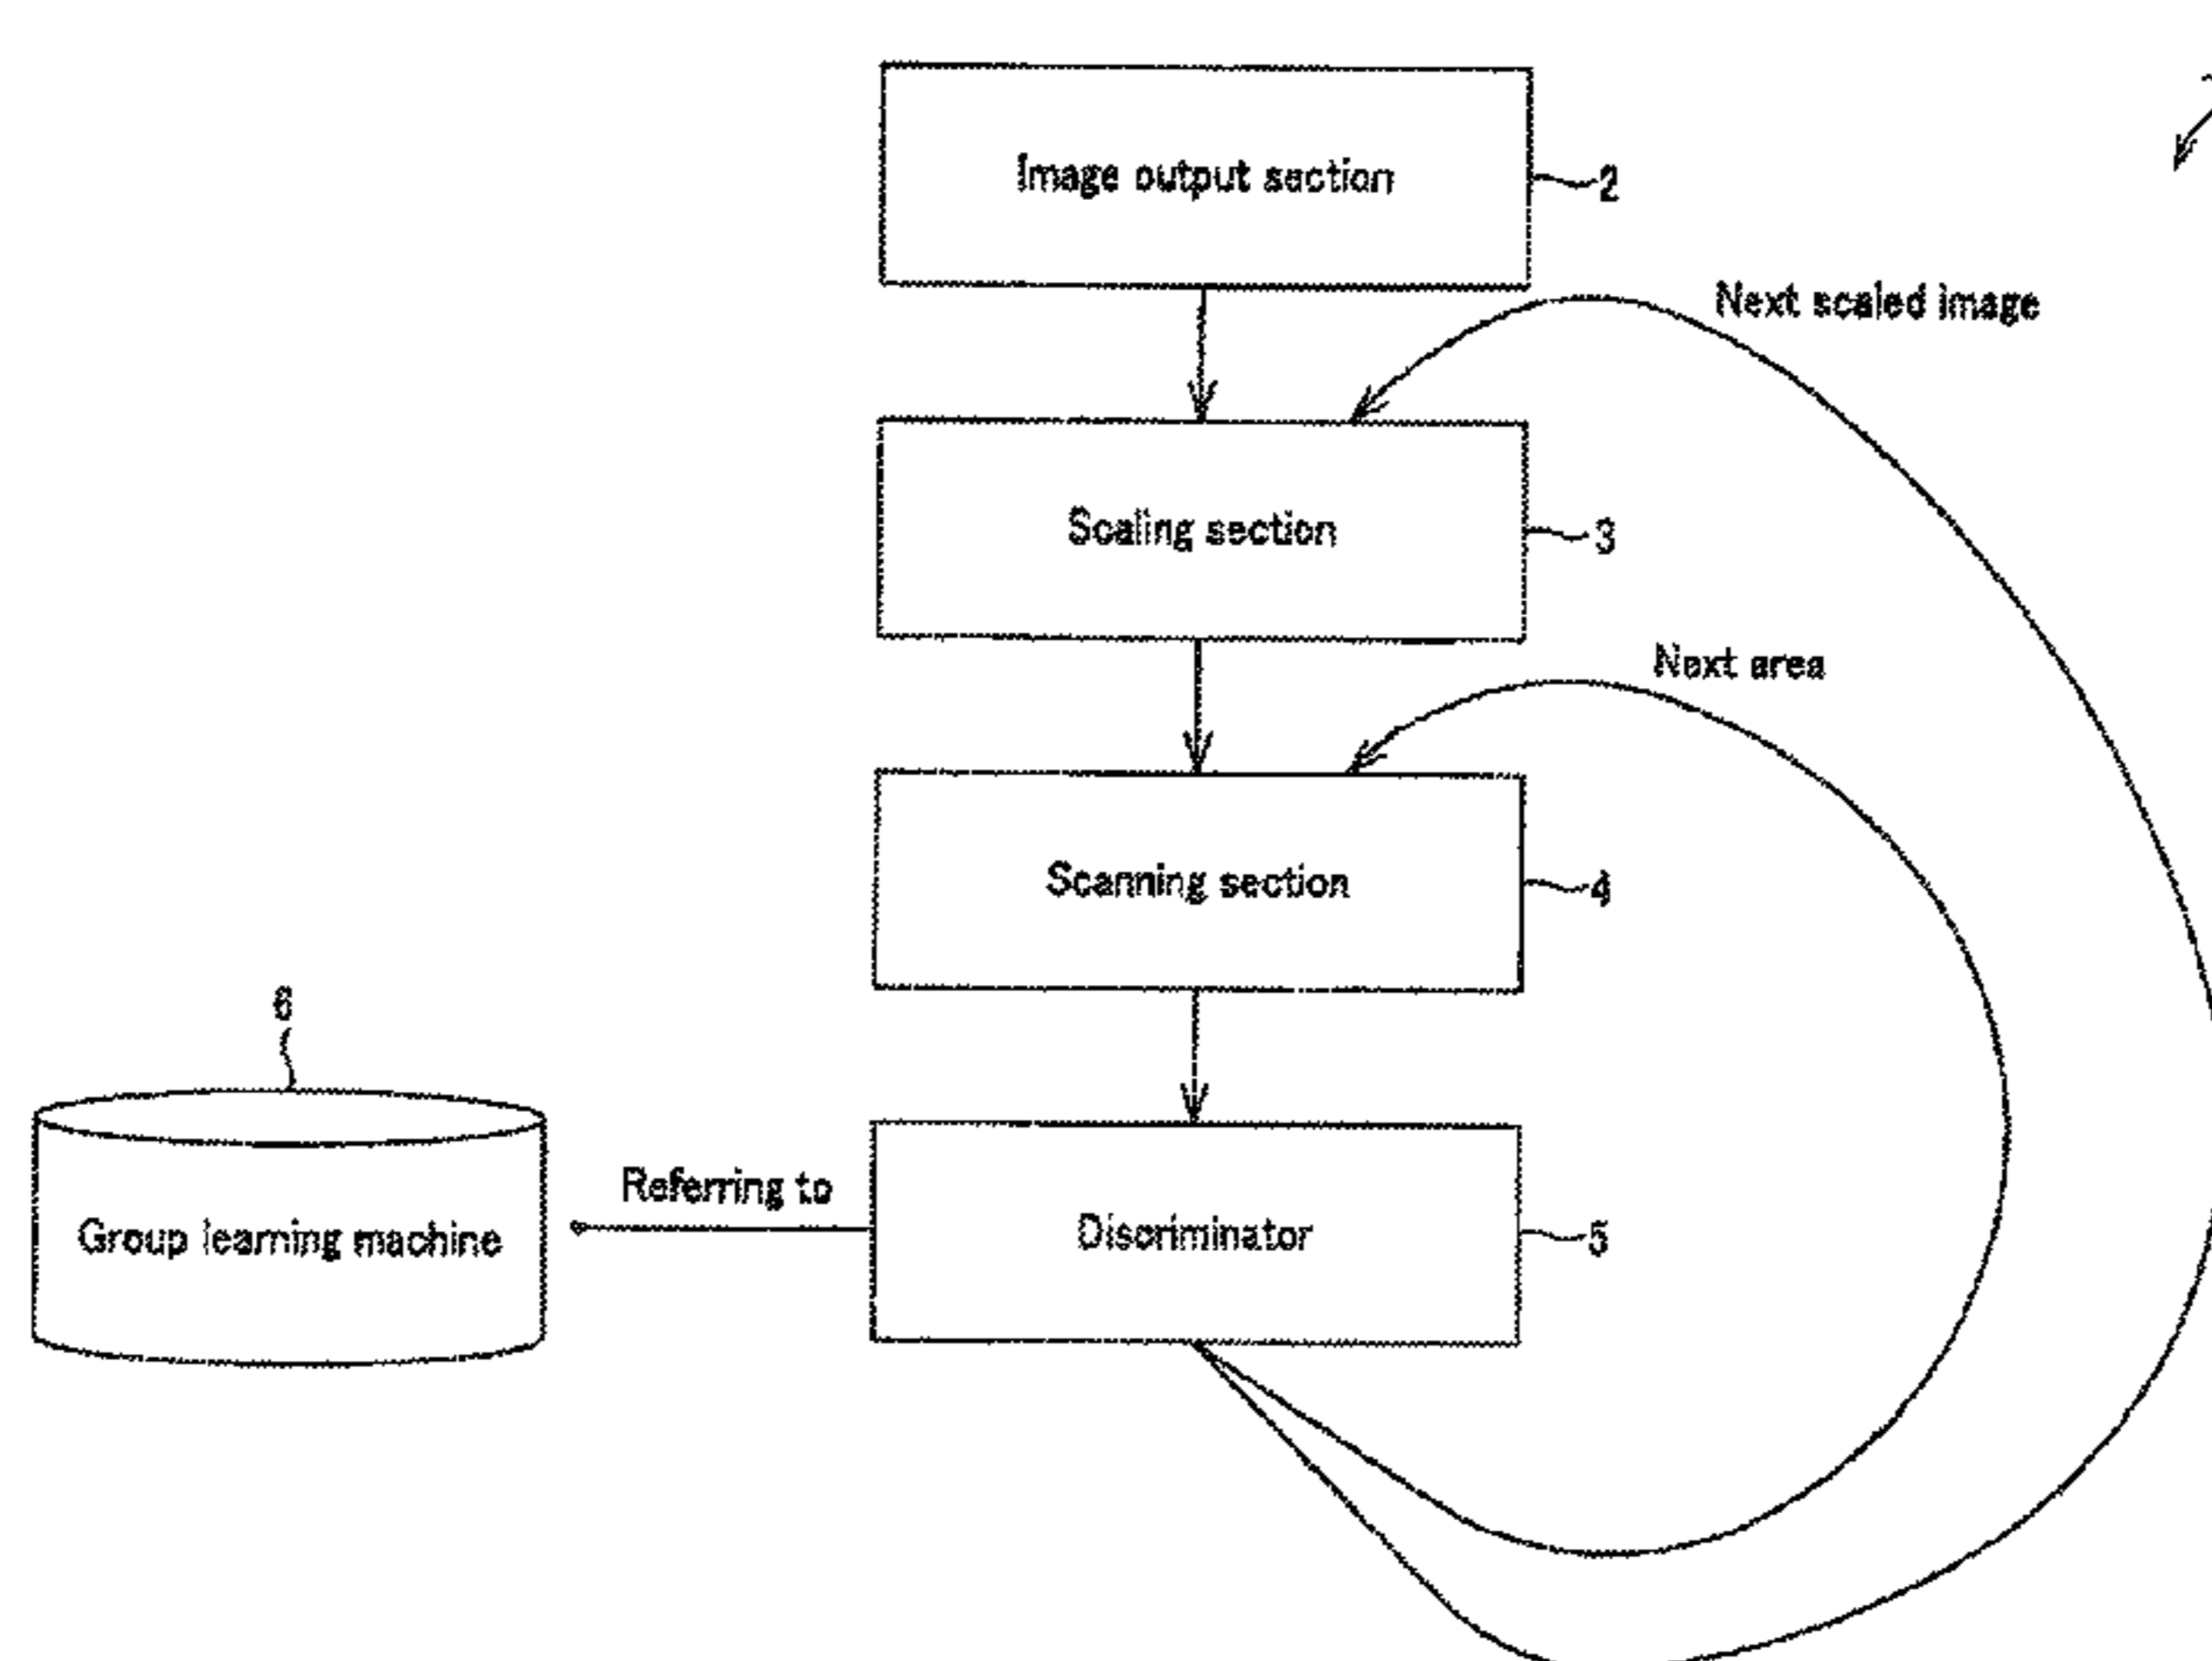 Image output section
2
Next scaled image
Scaling section
3
Next area
Scanning section
4
6
Group learning machine
Referring to
Discriminator
5